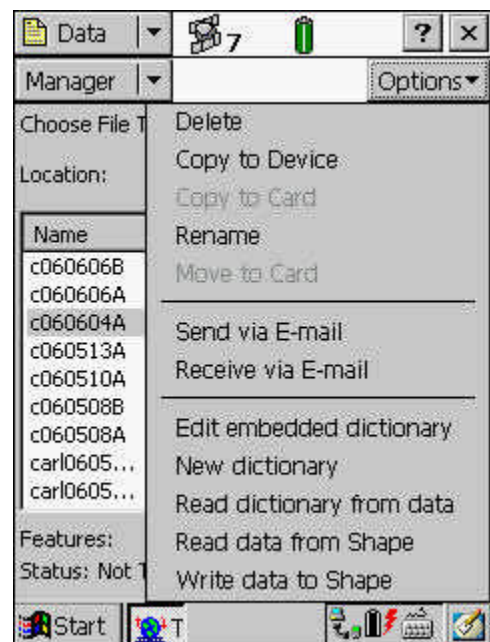 Data 7 ? ×
Manager Options
Choose File T
Delete
Copy to Device
Location:
Copy to Card
Rename
Name
Move to Card
c060606B
c060606A
c060604A
Send via E-mail
c060513A
Receive via E-mail
c060510A
c060508B
Edit embedded dictionary
c060508A
New dictionary
carl0605...
Read dictionary from data
carl0605...
Features:
Read data from Shape
Status: Not T
Write data to Shape
Start T